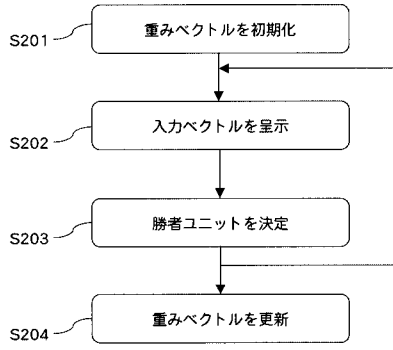 S201 重みベクトルを初期化
S202 入力ベクトルを呈示
S203 勝者ユニットを決定
S204 重みベクトルを更新